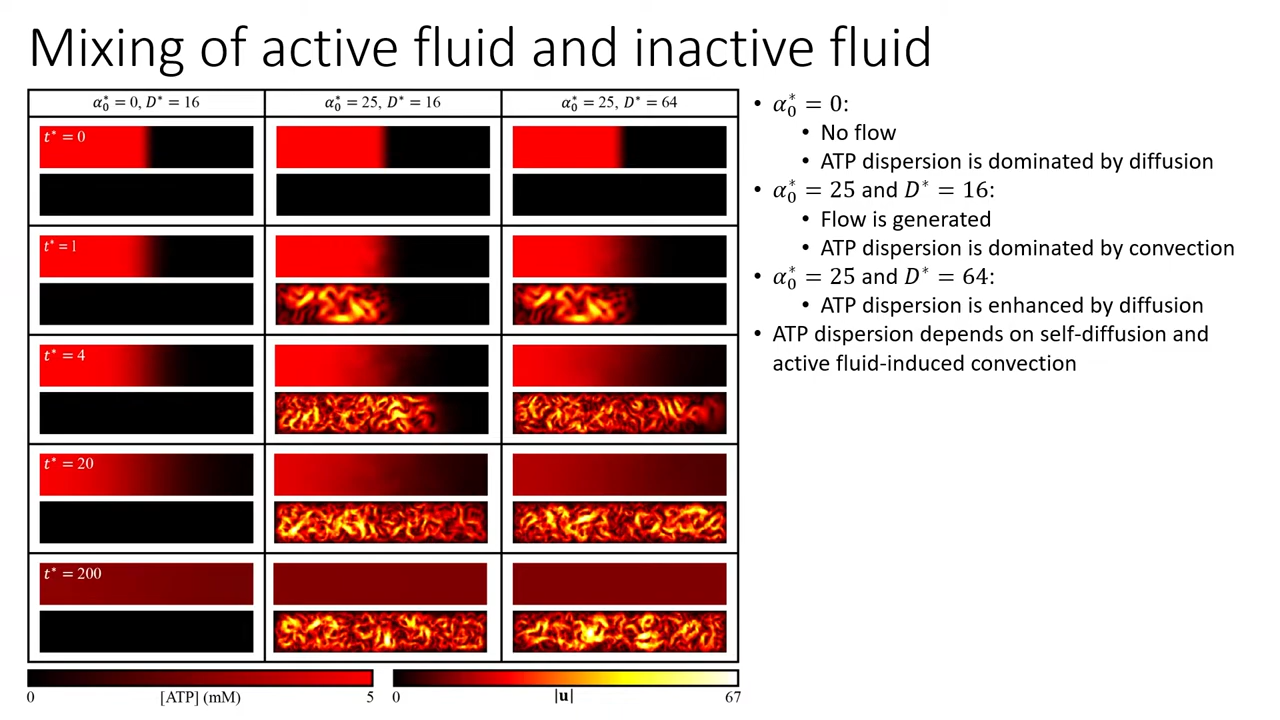 Mixing of active fluid and inactive fluid
α₀* = 0, D* = 16
α₀* = 25, D* = 16
α₀* = 25, D* = 64
t* = 0
t* = 1
t* = 4
t* = 20
t* = 200
0
[ATP] (mM)
5
0
|u|
67
• α₀* = 0:
• No flow
• ATP dispersion is dominated by diffusion
• α₀* = 25 and D* = 16:
• Flow is generated
• ATP dispersion is dominated by convection
• α₀* = 25 and D* = 64:
• ATP dispersion is enhanced by diffusion
• ATP dispersion depends on self-diffusion and
active fluid-induced convection